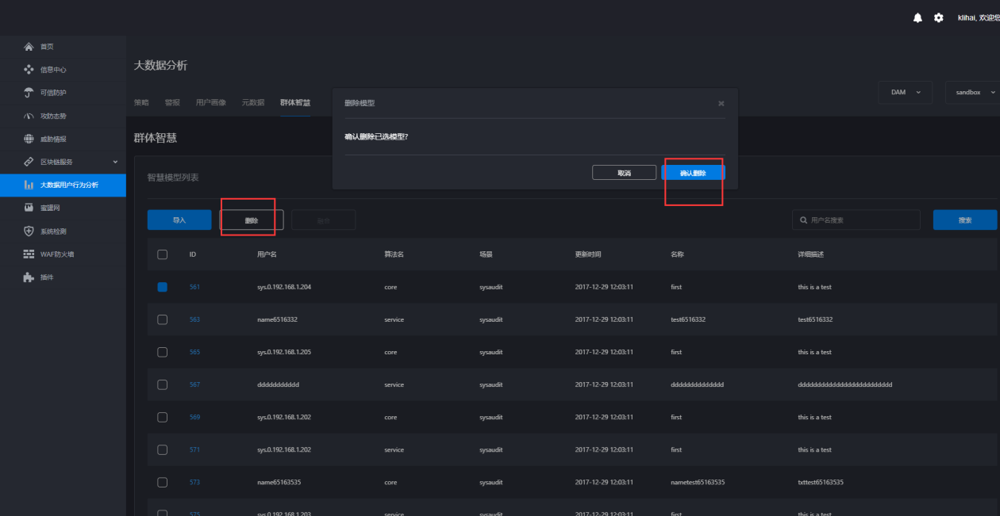 klihai, 欢迎您
首页
信息中心
可信防护
攻防态势
威胁情报
区块链服务
大数据用户行为分析
蜜罐网
系统检测
WAF防火墙
插件
大数据分析
DAM
sandbox
策略 警报 用户画像 元数据 群体智慧
群体智慧
智慧模型列表
删除模型
确认删除已选模型?
取消 确认删除
导入 删除 用户名搜索 搜索
ID 用户名 算法名 场景 更新时间 名称 详细描述
561 sys.0.192.168.1.204 core sysaudit 2017-12-29 12:03:11 first this is a test
563 name6516332 service sysaudit 2017-12-29 12:03:11 test6516332 test6516332
565 sys.0.192.168.1.205 core sysaudit 2017-12-29 12:03:11 first this is a test
567 ddddddddddd service sysaudit 2017-12-29 12:03:11 dddddddddddddd ddddddddddddddddddddddddd
569 sys.0.192.168.1.202 core sysaudit 2017-12-29 12:03:11 first this is a test
571 sys.0.192.168.1.202 service sysaudit 2017-12-29 12:03:11 first this is a test
573 name65163535 core sysaudit 2017-12-29 12:03:11 nametest65163535 txttest65163535
575 sys.0.192.168.1.203 service sysaudit 2017-12-29 12:03:11 first this is a test